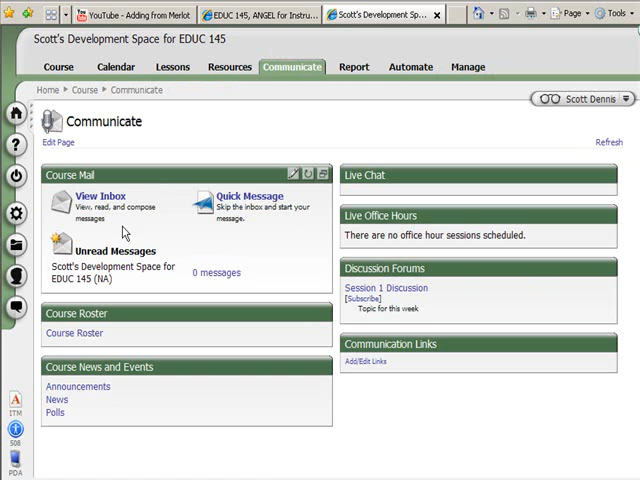 YouTube - Adding from Merlot
EDUC 145, ANGEL for Instru...
Scott's Development Spac...
Page
Tools
Scott's Development Space for EDUC 145
Course Calendar Lessons Resources Communicate Report Automate Manage
Home » Course » Communicate
Scott Dennis
Communicate
Edit Page
Refresh
Course Mail
View Inbox
View, read, and compose
messages
Quick Message
Skip the inbox and start your
message.
Unread Messages
Scott's Development Space for
EDUC 145 (NA)
0 messages
Course Roster
Course Roster
Course News and Events
Announcements
News
Polls
Live Chat
Live Office Hours
There are no office hour sessions scheduled.
Discussion Forums
Session 1 Discussion
[Subscribe]
Topic for this week
Communication Links
Add/Edit Links
ITM
508
PDA